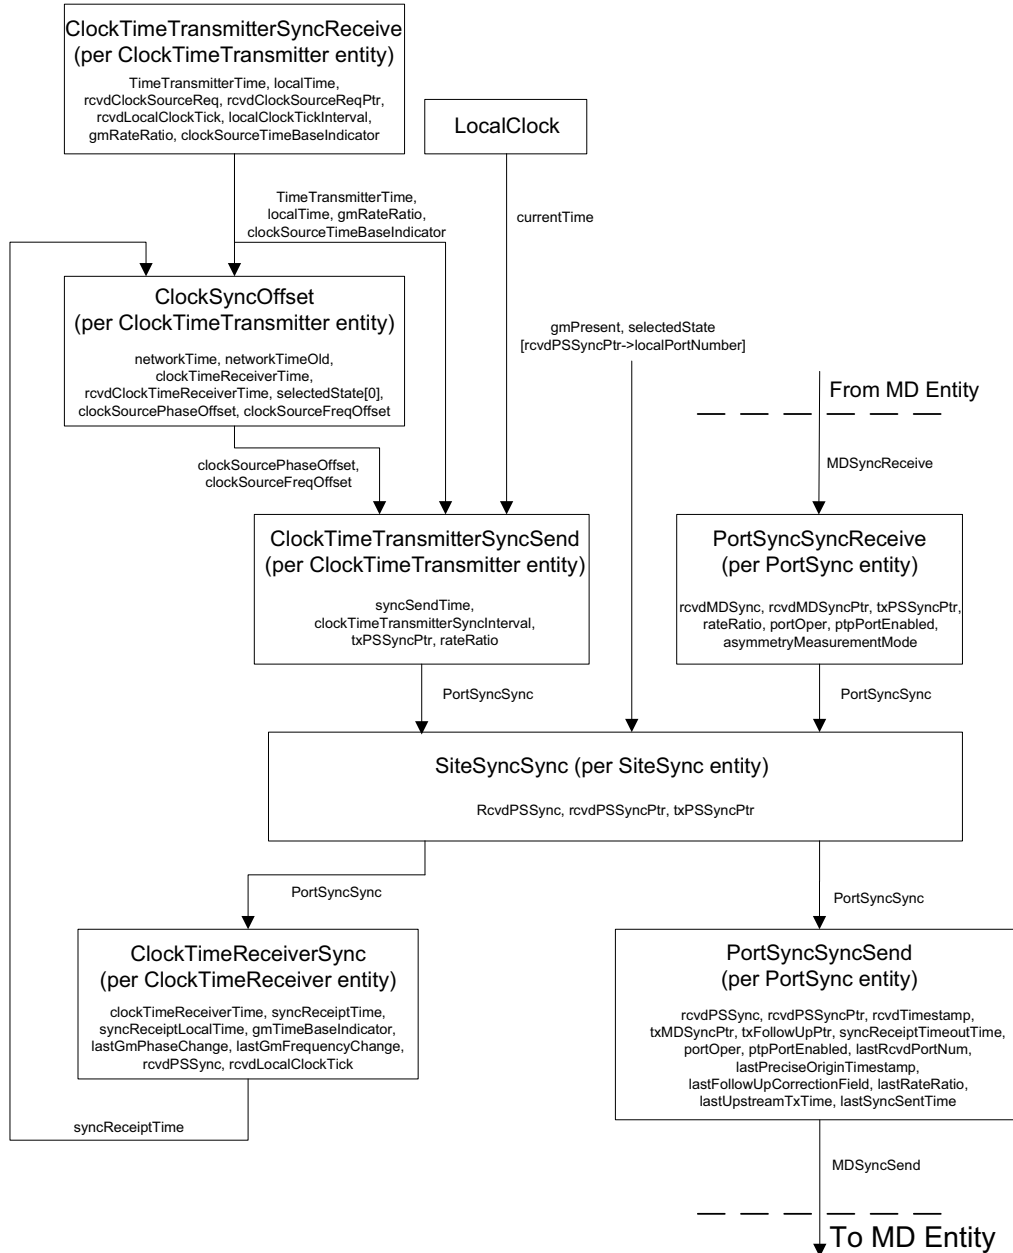 ClockTimeTransmitterSyncReceive
(per ClockTimeTransmitter entity)
TimeTransmitterTime, localTime,
rcvdClockSourceReq, rcvdClockSourceReqPtr,
rcvdLocalClockTick, localClockTickInterval,
gmRateRatio, clockSourceTimeBaseIndicator
LocalClock
TimeTransmitterTime,
localTime, gmRateRatio,
clockSourceTimeBaseIndicator
currentTime
ClockSyncOffset
(per ClockTimeTransmitter entity)
networkTime, networkTimeOld,
clockTimeReceiverTime,
rcvdClockTimeReceiverTime, selectedState[0],
clockSourcePhaseOffset, clockSourceFreqOffset
gmPresent, selectedState
[rcvdPSSyncPtr->localPortNumber]
From MD Entity
MDSyncReceive
clockSourcePhaseOffset,
clockSourceFreqOffset
ClockTimeTransmitterSyncSend
(per ClockTimeTransmitter entity)
syncSendTime,
clockTimeTransmitterSyncInterval,
txPSSyncPtr, rateRatio
PortSyncSyncReceive
(per PortSync entity)
rcvdMDSync, rcvdMDSyncPtr, txPSSyncPtr,
rateRatio, portOper, ptpPortEnabled,
asymmetryMeasurementMode
PortSyncSync
PortSyncSync
SiteSyncSync (per SiteSync entity)
RcvdPSSync, rcvdPSSyncPtr, txPSSyncPtr
PortSyncSync
PortSyncSync
ClockTimeReceiverSync
(per ClockTimeReceiver entity)
clockTimeReceiverTime, syncReceiptTime,
syncReceiptLocalTime, gmTimeBaseIndicator,
lastGmPhaseChange, lastGmFrequencyChange,
rcvdPSSync, rcvdLocalClockTick
PortSyncSyncSend
(per PortSync entity)
rcvdPSSync, rcvdPSSyncPtr, rcvdTimestamp,
txMDSyncPtr, txFollowUpPtr, syncReceiptTimeoutTime,
portOper, ptpPortEnabled, lastRcvdPortNum,
lastPreciseOriginTimestamp,
lastFollowUpCorrectionField, lastRateRatio,
lastUpstreamTxTime, lastSyncSentTime
syncReceiptTime
MDSyncSend
To MD Entity